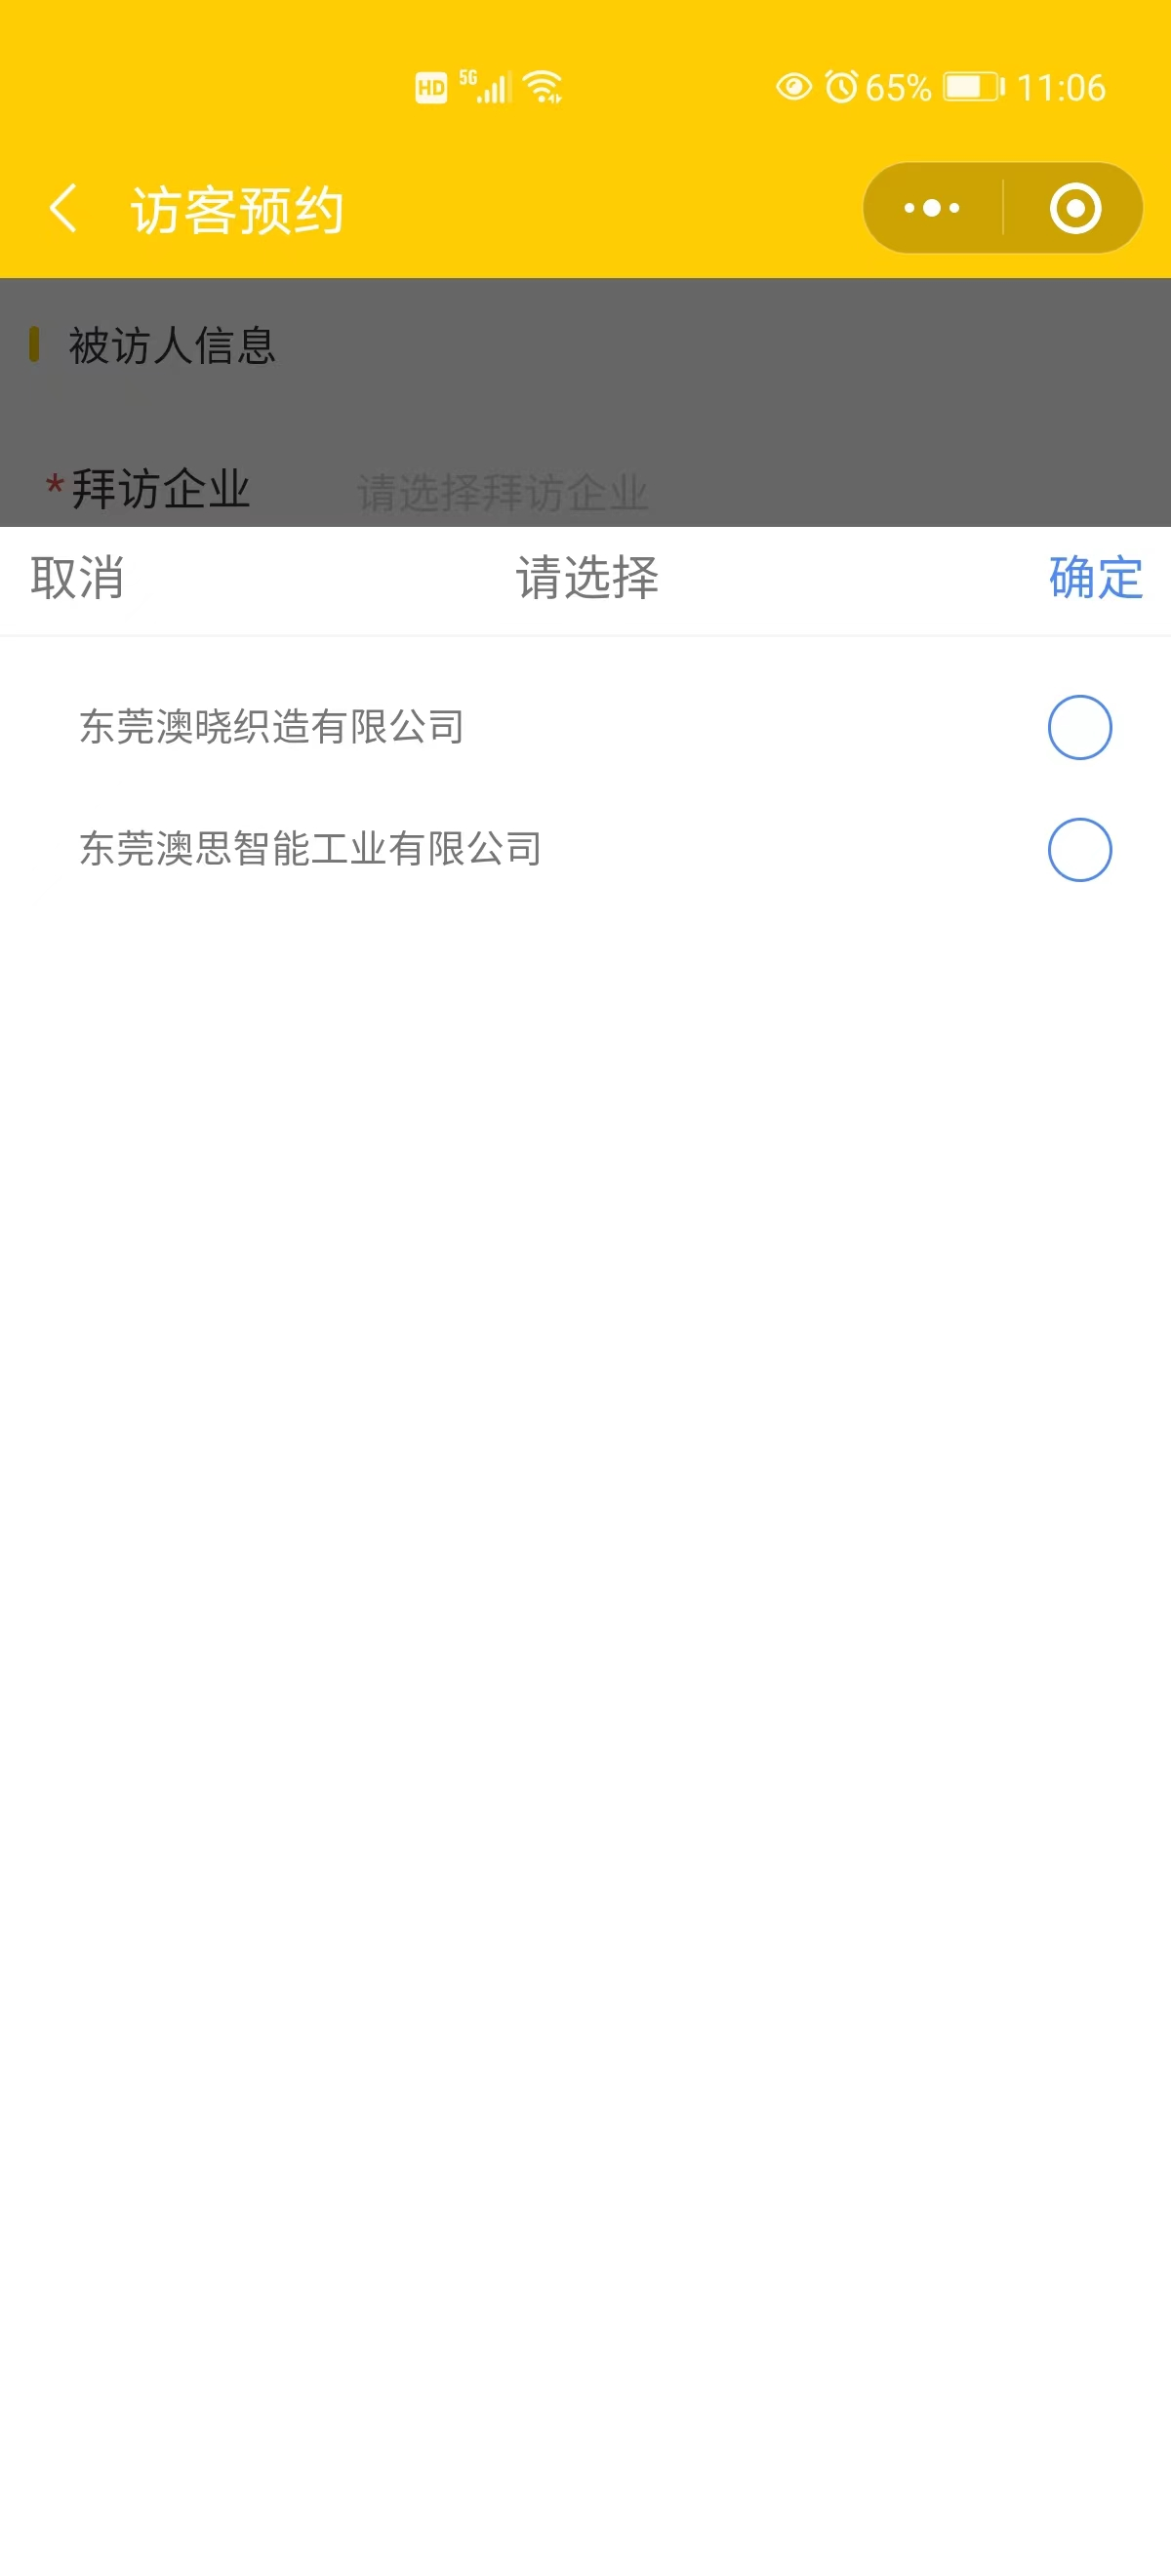 HD 5G 65% 11:06
访客预约
被访人信息
*拜访企业 请选择拜访企业
取消 请选择 确定
东莞澳晓织造有限公司
东莞澳思智能工业有限公司